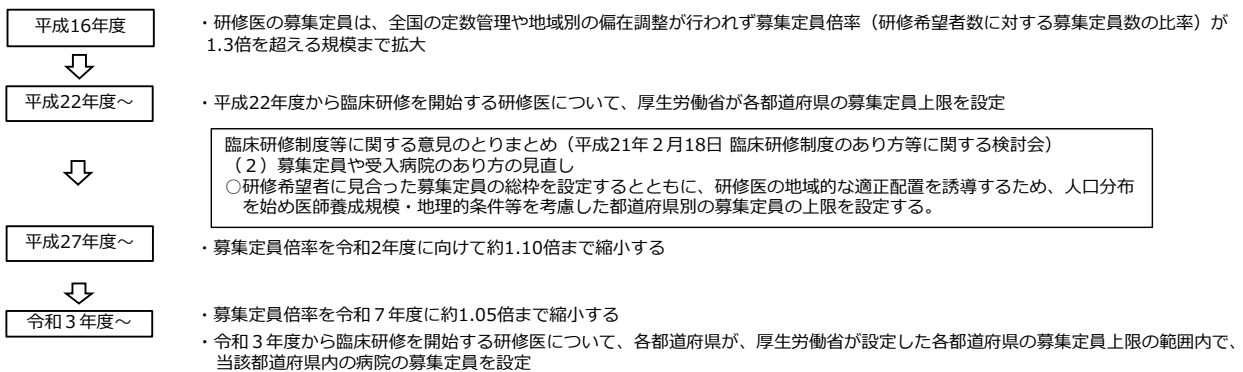 平成16年度
・研修医の募集定員は、全国の定数管理や地域別の偏在調整が行われず募集定員倍率（研修希望者数に対する募集定員数の比率）が
1.3倍を超える規模まで拡大
平成22年度～
・平成22年度から臨床研修を開始する研修医について、厚生労働省が各都道府県の募集定員上限を設定
臨床研修制度等に関する意見のとりまとめ（平成21年２月18日 臨床研修制度のあり方等に関する検討会）
（２）募集定員や受入病院のあり方の見直し
○研修希望者に見合った募集定員の総枠を設定するとともに、研修医の地域的な適正配置を誘導するため、人口分布
を始め医師養成規模・地理的条件等を考慮した都道府県別の募集定員の上限を設定する。
平成27年度～
・募集定員倍率を令和2年度に向けて約1.10倍まで縮小する
令和３年度～
・募集定員倍率を令和７年度に約1.05倍まで縮小する
・令和３年度から臨床研修を開始する研修医について、各都道府県が、厚生労働省が設定した各都道府県の募集定員上限の範囲内で、
当該都道府県内の病院の募集定員を設定